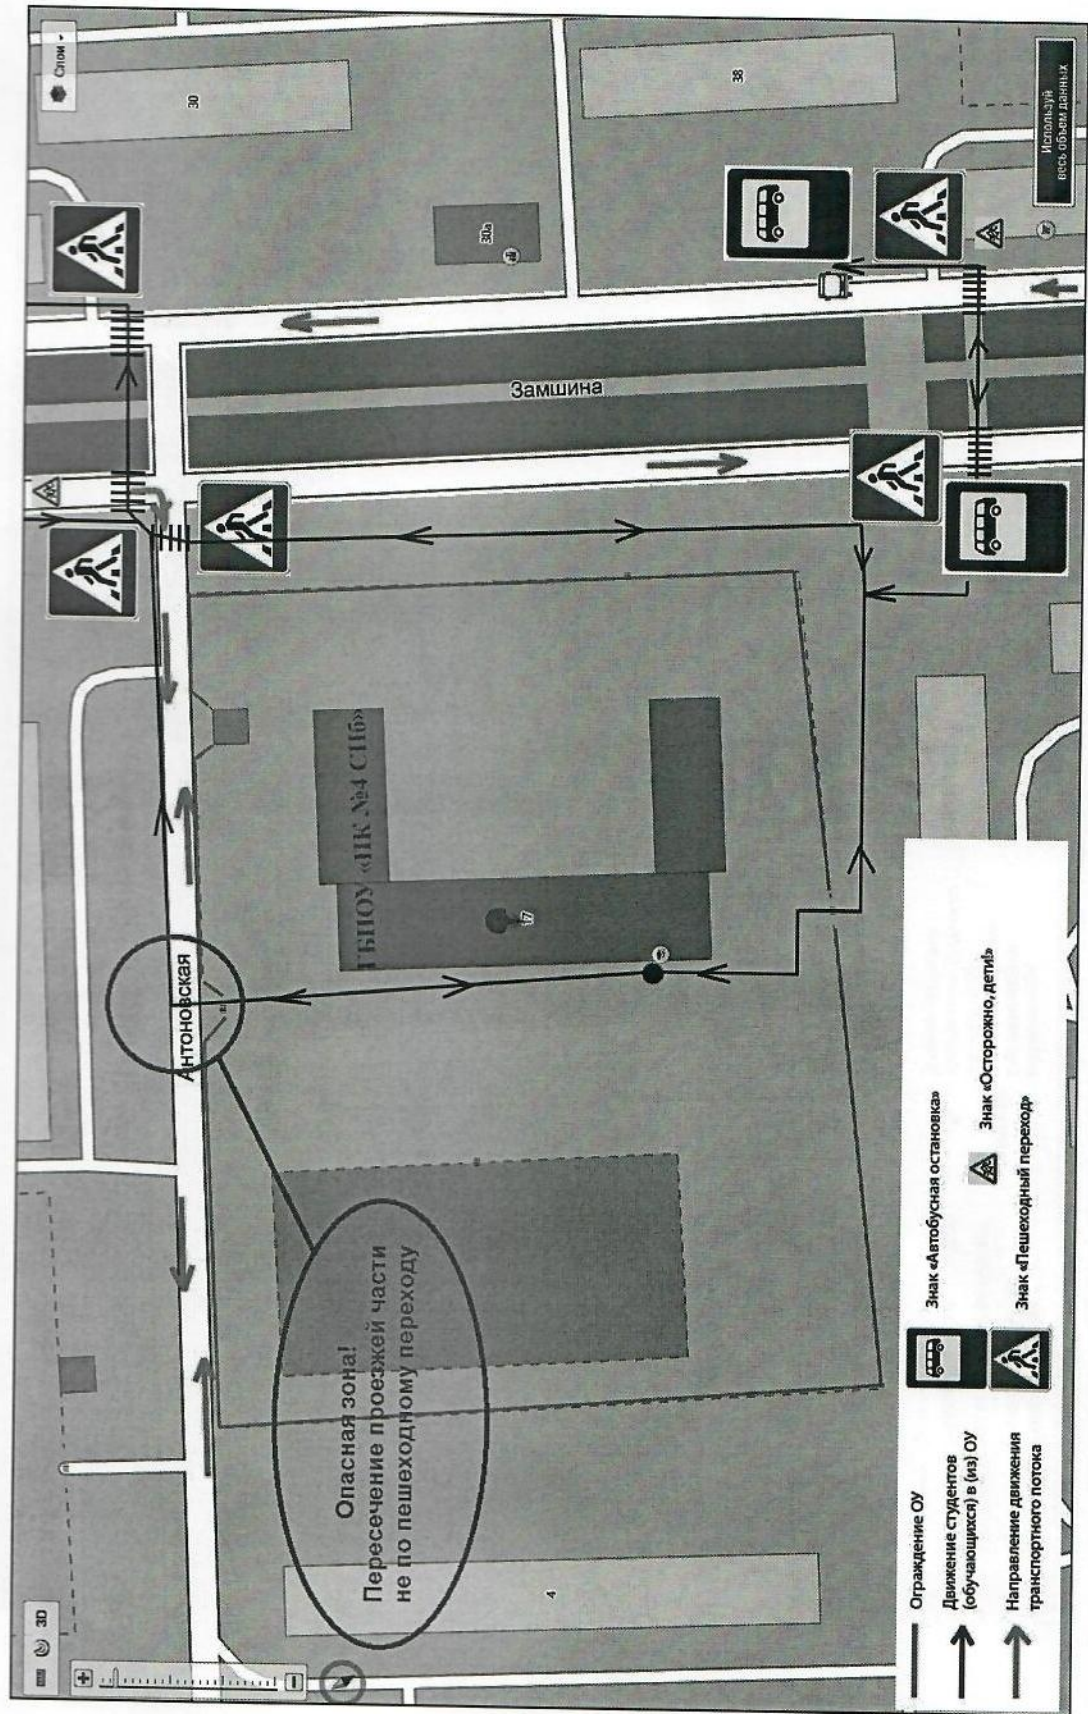 3D
Слои
Антоновская
Опасная зона!
Пересечение проезжей части
не по пешеходному переходу
ГБПОУ «ПК №4 СПб»
Замшина
30
30а
38
4
Ограждение ОУ
Движение студентов
(обучающихся) в (из) ОУ
Направление движения
транспортного потока
Знак «Автобусная остановка»
Знак «Осторожно, дети!»
Знак «Пешеходный переход»
Используй
весь объем данных